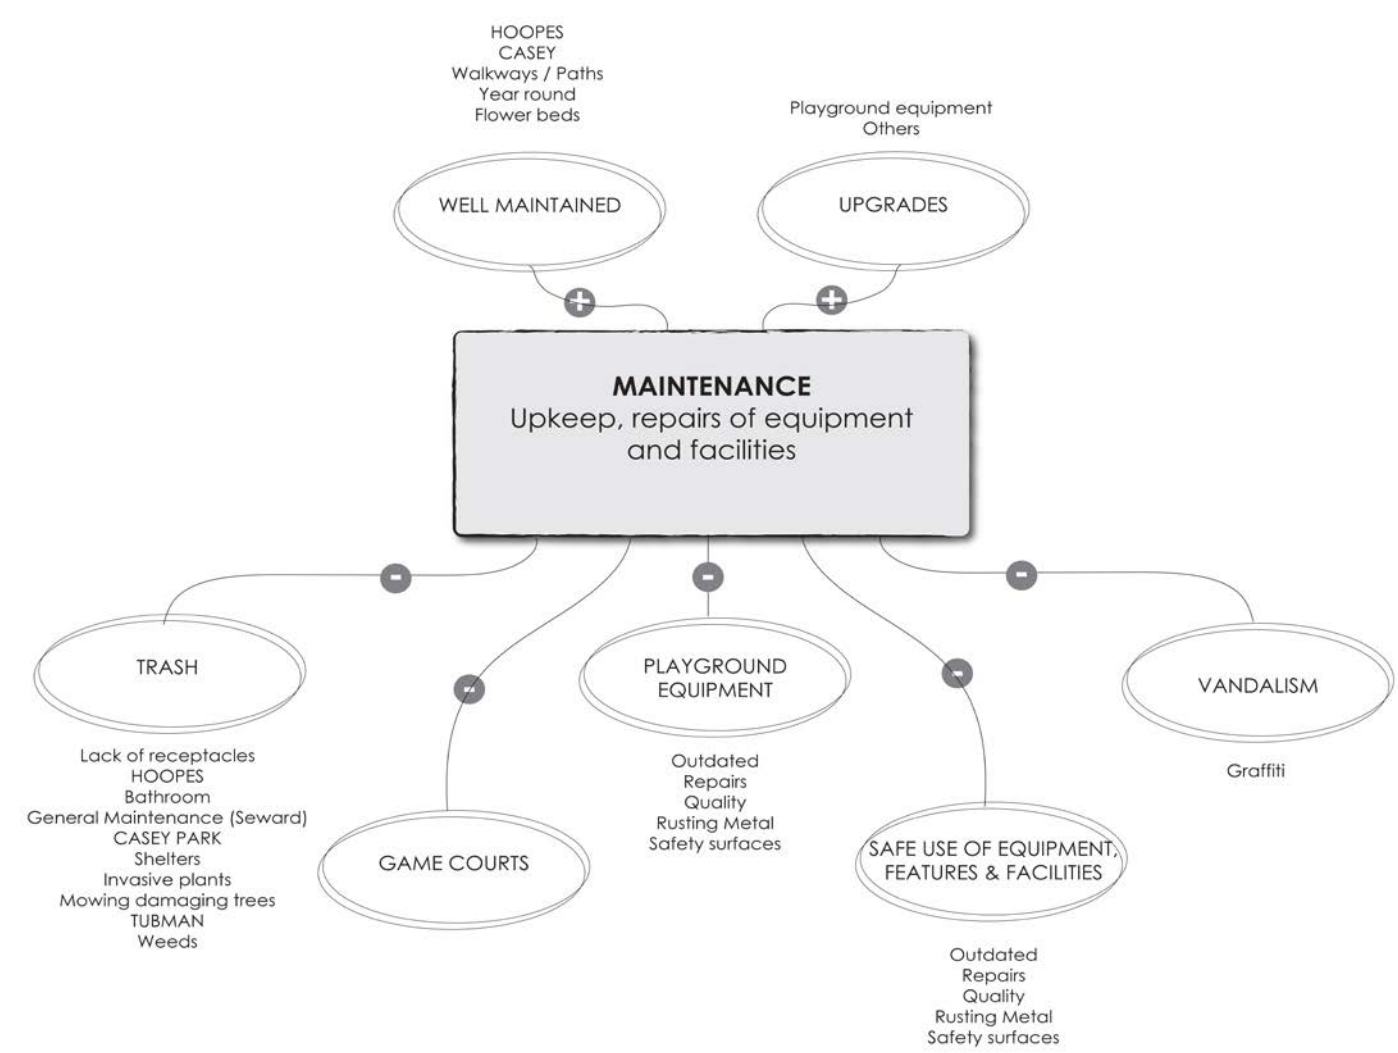 HOOPES
CASEY
Walkways / Paths
Year round
Flower beds
Playground equipment
Others
WELL MAINTAINED
UPGRADES
+
+
MAINTENANCE
Upkeep, repairs of equipment
and facilities
-
-
-
-
-
TRASH
Lack of receptacles
HOOPES
Bathroom
General Maintenance (Seward)
CASEY PARK
Shelters
Invasive plants
Mowing damaging trees
TUBMAN
Weeds
GAME COURTS
PLAYGROUND
EQUIPMENT
Outdated
Repairs
Quality
Rusting Metal
Safety surfaces
SAFE USE OF EQUIPMENT,
FEATURES & FACILITIES
Outdated
Repairs
Quality
Rusting Metal
Safety surfaces
VANDALISM
Graffiti